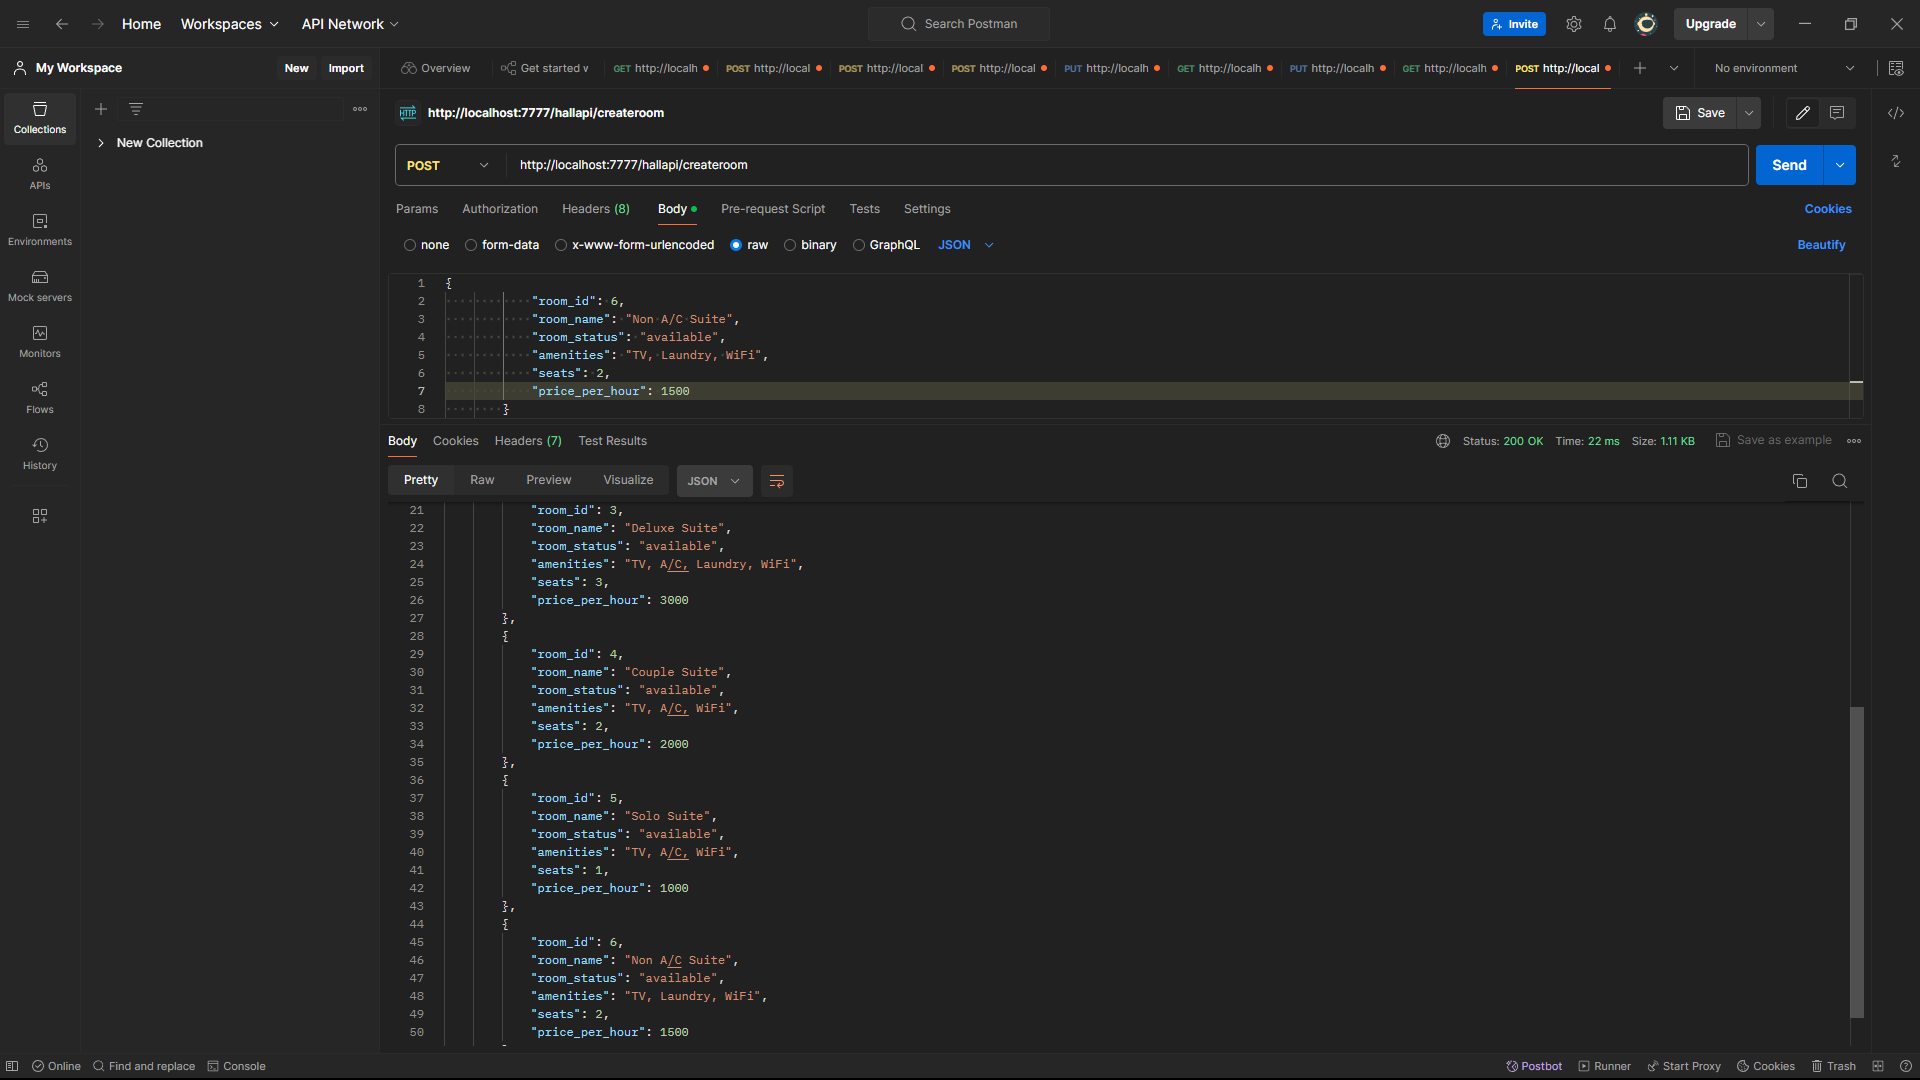 Home Workspaces API Network Search Postman Invite Upgrade
My Workspace New Import Overview Get started GET http://localh POST http://local POST http://local POST http://local PUT http://localh GET http://localh PUT http://localh GET http://localh POST http://local No environment
Collections
APIs
Environments
Mock servers
Monitors
Flows
History
New Collection
HTTP http://localhost:7777/hallapi/createroom Save
POST http://localhost:7777/hallapi/createroom Send
Params Authorization Headers (8) Body Pre-request Script Tests Settings Cookies
none form-data x-www-form-urlencoded raw binary GraphQL JSON Beautify
1 {
2 "room_id": 6,
3 "room_name": "Non A/C Suite",
4 "room_status": "available",
5 "amenities": "TV, Laundry, WiFi",
6 "seats": 2,
7 "price_per_hour": 1500
8 }
Body Cookies Headers (7) Test Results Status: 200 OK Time: 22 ms Size: 1.11 KB Save as example
Pretty Raw Preview Visualize JSON
21 "room_id": 3,
22 "room_name": "Deluxe Suite",
23 "room_status": "available",
24 "amenities": "TV, A/C, Laundry, WiFi",
25 "seats": 3,
26 "price_per_hour": 3000
27 },
28 {
29 "room_id": 4,
30 "room_name": "Couple Suite",
31 "room_status": "available",
32 "amenities": "TV, A/C, WiFi",
33 "seats": 2,
34 "price_per_hour": 2000
35 },
36 {
37 "room_id": 5,
38 "room_name": "Solo Suite",
39 "room_status": "available",
40 "amenities": "TV, A/C, WiFi",
41 "seats": 1,
42 "price_per_hour": 1000
43 },
44 {
45 "room_id": 6,
46 "room_name": "Non A/C Suite",
47 "room_status": "available",
48 "amenities": "TV, Laundry, WiFi",
49 "seats": 2,
50 "price_per_hour": 1500
Online Find and replace Console Postbot Runner Start Proxy Cookies Trash